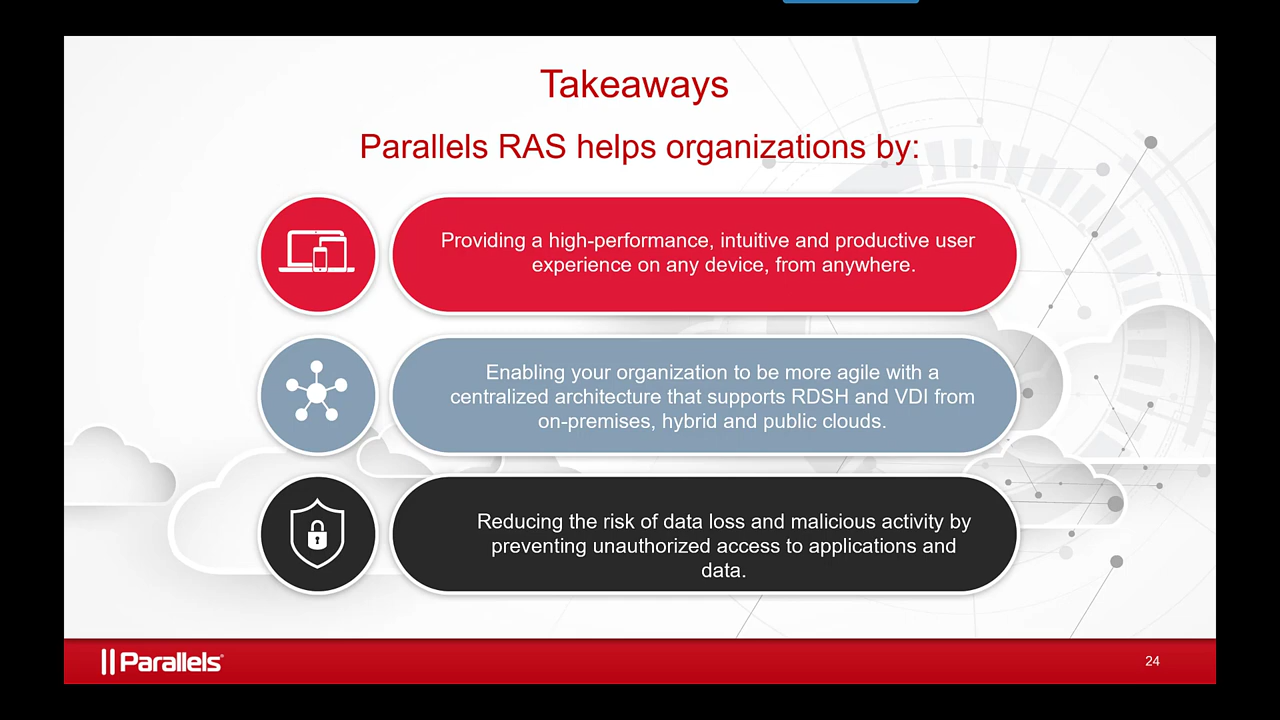 Takeaways
Parallels RAS helps organizations by:
Providing a high-performance, intuitive and productive user
experience on any device, from anywhere.
Enabling your organization to be more agile with a
centralized architecture that supports RDSH and VDI from
on-premises, hybrid and public clouds.
Reducing the risk of data loss and malicious activity by
preventing unauthorized access to applications and
data.
Parallels
24